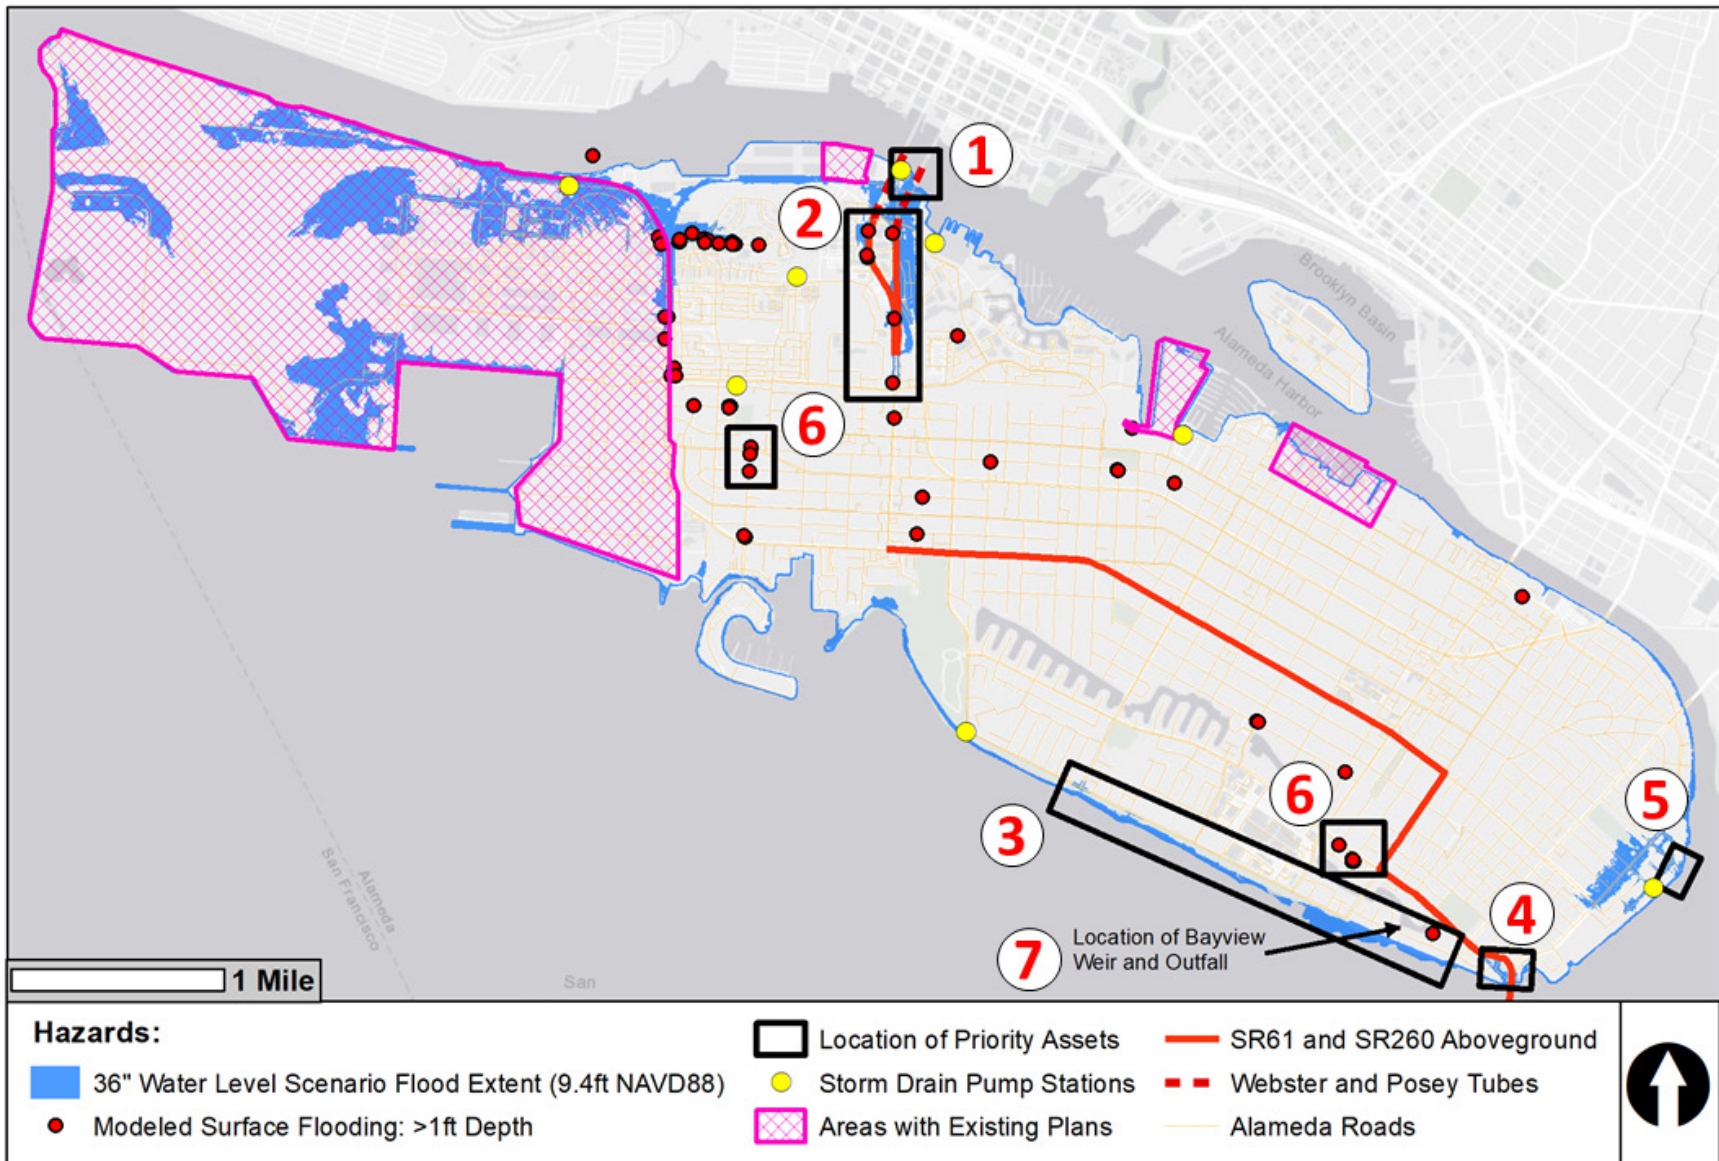 1
2
Brooklyn Basin
Alameda Harbor
6
5
6
3
4
Alameda
San Francisco
7
Location of Bayview
Weir and Outfall
San
1 Mile
Hazards:
36" Water Level Scenario Flood Extent (9.4ft NAVD88)
Modeled Surface Flooding: >1ft Depth
Location of Priority Assets
Storm Drain Pump Stations
Areas with Existing Plans
SR61 and SR260 Aboveground
Webster and Posey Tubes
Alameda Roads